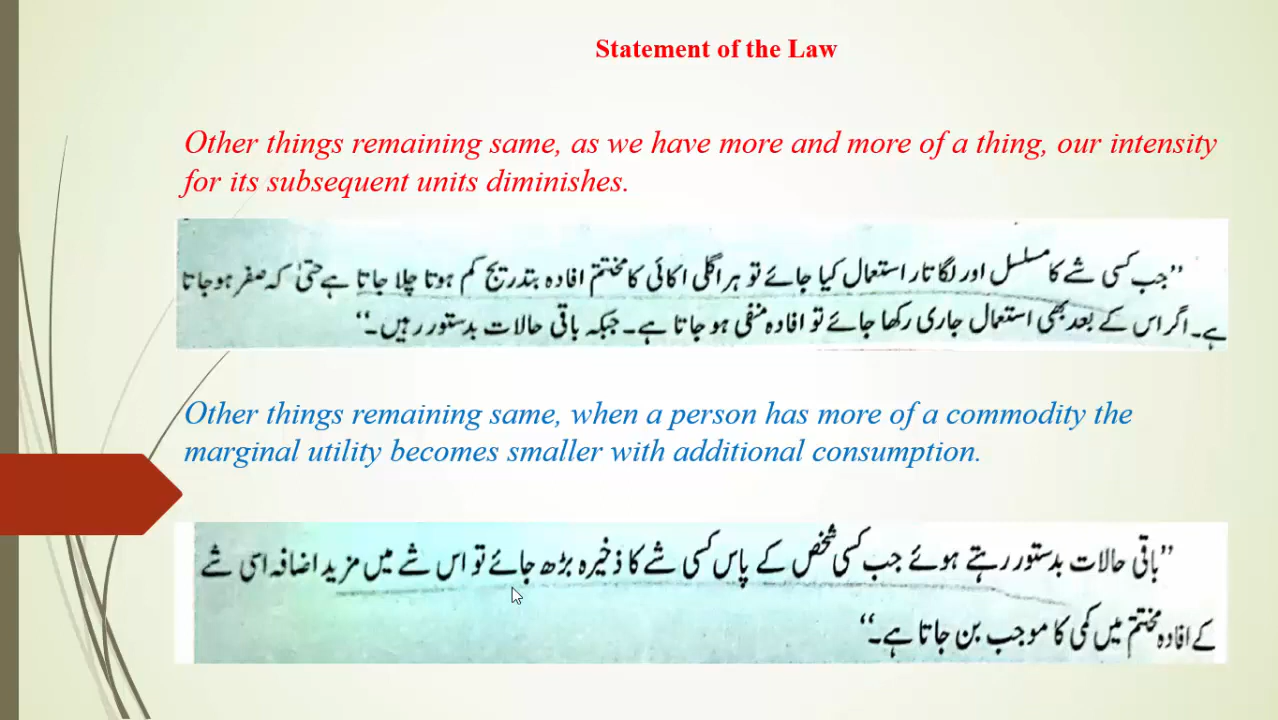 Statement of the Law
Other things remaining same, as we have more and more of a thing, our intensity
for its subsequent units diminishes.
”جب کسی شے کا مسلسل اور لگاتار استعمال کیا جائے تو ہر اگلی اکائی کا مختتم افادہ بتدریج کم ہوتا چلا جاتا ہے حتیٰ کہ صفر ہو جاتا
ہے۔ اگر اس کے بعد بھی استعمال جاری رکھا جائے تو افادہ منفی ہو جاتا ہے۔ جبکہ باقی حالات بدستور رہیں۔“
Other things remaining same, when a person has more of a commodity the
marginal utility becomes smaller with additional consumption.
”باقی حالات بدستور رہتے ہوئے جب کسی شخص کے پاس کسی شے کا ذخیرہ بڑھ جائے تو اس شے میں مزید اضافہ اسی شے
کے افادہ مختتم میں کمی کا موجب بن جاتا ہے۔“